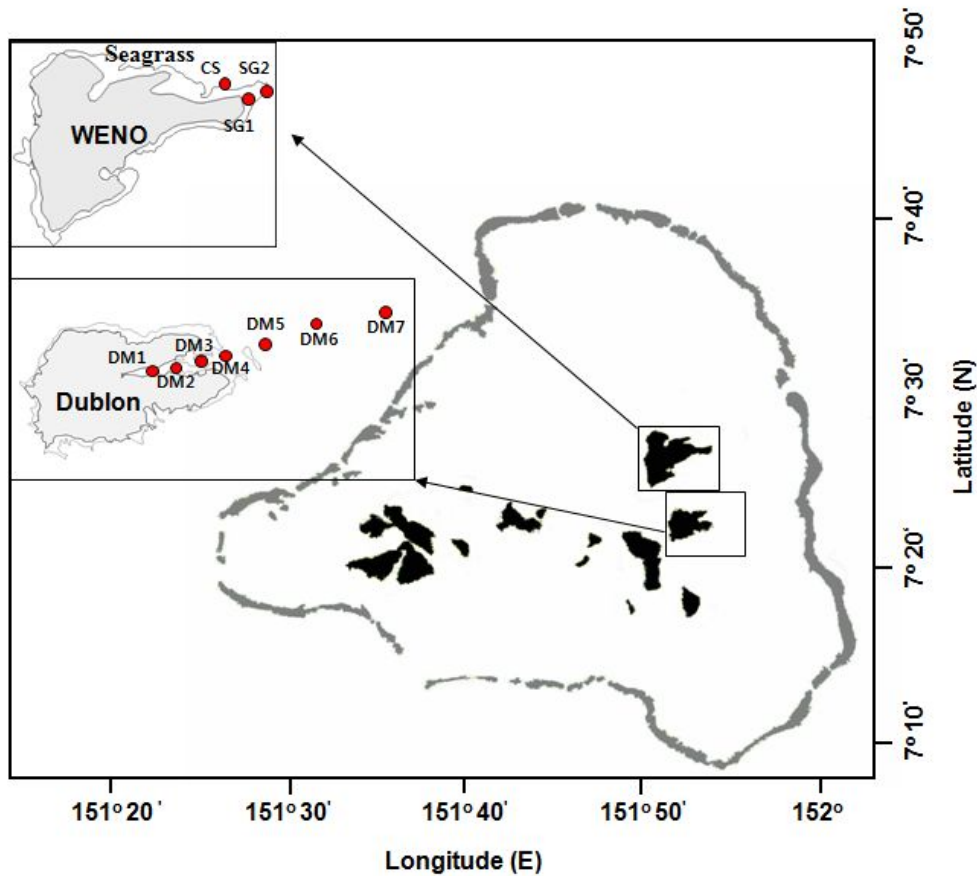 Seagrass
CS SG2
SG1
WENO
DM1 DM2 DM3 DM4 DM5 DM6 DM7
Dublon
7°50'
7°40'
7°30'
7°20'
7°10'
Latitude (N)
151°20' 151°30' 151°40' 151°50' 152°
Longitude (E)